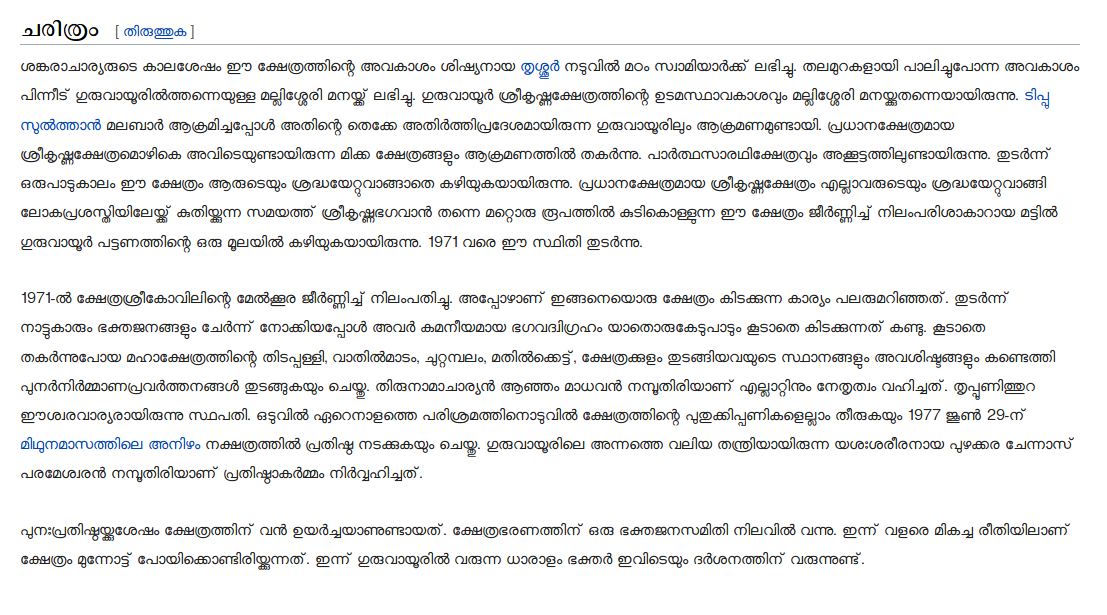 ചരിത്രം [ തിരുത്തുക ]
ശങ്കരാചാര്യരുടെ കാലശേഷം ഈ ക്ഷേത്രത്തിന്റെ അവകാശം ശിഷ്യനായ തൃശ്ശൂർ നടുവിൽ മഠം സ്വാമിയാർക്ക് ലഭിച്ചു. തലമുറകളായി പാലിച്ചുപോന്ന അവകാശം
പിന്നീട് ഗുരുവായൂരിൽത്തന്നെയുള്ള മല്ലിശ്ശേരി മനയ്ക്ക് ലഭിച്ചു. ഗുരുവായൂർ ശ്രീകൃഷ്ണക്ഷേത്രത്തിന്റെ ഉടമസ്ഥാവകാശവും മല്ലിശ്ശേരി മനയ്ക്കുതന്നെയായിരുന്നു. ടിപ്പു
സുൽത്താൻ മലബാർ ആക്രമിച്ചപ്പോൾ അതിന്റെ തെക്കേ അതിർത്തിപ്രദേശമായിരുന്ന ഗുരുവായൂരിലും ആക്രമണമുണ്ടായി. പ്രധാനക്ഷേത്രമായ
ശ്രീകൃഷ്ണക്ഷേത്രമൊഴികെ അവിടെയുണ്ടായിരുന്ന മിക്ക ക്ഷേത്രങ്ങളും ആക്രമണത്തിൽ തകർന്നു. പാർത്ഥസാരഥിക്ഷേത്രവും അക്കൂട്ടത്തിലുണ്ടായിരുന്നു. തുടർന്ന്
ഒരുപാടുകാലം ഈ ക്ഷേത്രം ആരുടെയും ശ്രദ്ധയേറ്റുവാങ്ങാതെ കഴിയുകയായിരുന്നു. പ്രധാനക്ഷേത്രമായ ശ്രീകൃഷ്ണക്ഷേത്രം എല്ലാവരുടെയും ശ്രദ്ധയേറ്റുവാങ്ങി
ലോകപ്രശസ്തിയിലേയ്ക്ക് കുതിയ്ക്കുന്ന സമയത്ത് ശ്രീകൃഷ്ണഭഗവാൻ തന്നെ മറ്റൊരു രൂപത്തിൽ കുടികൊള്ളുന്ന ഈ ക്ഷേത്രം ജീർണ്ണിച്ച് നിലംപരിശാകാറായ മട്ടിൽ
ഗുരുവായൂർ പട്ടണത്തിന്റെ ഒരു മൂലയിൽ കഴിയുകയായിരുന്നു. 1971 വരെ ഈ സ്ഥിതി തുടർന്നു.
1971-ൽ ക്ഷേത്രശ്രീകോവിലിന്റെ മേൽക്കൂര ജീർണ്ണിച്ച് നിലംപതിച്ചു. അപ്പോഴാണ് ഇങ്ങനെയൊരു ക്ഷേത്രം കിടക്കുന്ന കാര്യം പലരുമറിഞ്ഞത്. തുടർന്ന്
നാട്ടുകാരും ഭക്തജനങ്ങളും ചേർന്ന് നോക്കിയപ്പോൾ അവർ കമനീയമായ ഭഗവദ്വിഗ്രഹം യാതൊരുകേടുപാടും കൂടാതെ കിടക്കുന്നത് കണ്ടു. കൂടാതെ
തകർന്നുപോയ മഹാക്ഷേത്രത്തിന്റെ തിടപ്പള്ളി, വാതിൽമാടം, ചുറ്റമ്പലം, മതിൽക്കെട്ട്, ക്ഷേത്രക്കുളം തുടങ്ങിയവയുടെ സ്ഥാനങ്ങളും അവശിഷ്ടങ്ങളും കണ്ടെത്തി
പുനർനിർമ്മാണപ്രവർത്തനങ്ങൾ തുടങ്ങുകയും ചെയ്തു. തിരുനാമാചാര്യൻ ആഞ്ഞം മാധവൻ നമ്പൂതിരിയാണ് എല്ലാറ്റിനും നേതൃത്വം വഹിച്ചത്. തൃപ്പൂണിത്തുറ
ഈശ്വരവാര്യരായിരുന്നു സ്ഥപതി. ഒടുവിൽ ഏറെനാളത്തെ പരിശ്രമത്തിനൊടുവിൽ ക്ഷേത്രത്തിന്റെ പുതുക്കിപ്പണികളെല്ലാം തീരുകയും 1977 ജൂൺ 29-ന്
മിഥുനമാസത്തിലെ അനിഴം നക്ഷത്രത്തിൽ പ്രതിഷ്ഠ നടക്കുകയും ചെയ്തു. ഗുരുവായൂരിലെ അന്നത്തെ വലിയ തന്ത്രിയായിരുന്ന യശഃശരീരനായ പുഴക്കര ചേന്നാസ്
പരമേശ്വരൻ നമ്പൂതിരിയാണ് പ്രതിഷ്ഠാകർമ്മം നിർവ്വഹിച്ചത്.
പുനഃപ്രതിഷ്ഠയ്ക്കുശേഷം ക്ഷേത്രത്തിന് വൻ ഉയർച്ചയാണുണ്ടായത്. ക്ഷേത്രഭരണത്തിന് ഒരു ഭക്തജനസമിതി നിലവിൽ വന്നു. ഇന്ന് വളരെ മികച്ച രീതിയിലാണ്
ക്ഷേത്രം മുന്നോട്ട് പോയിക്കൊണ്ടിരിയ്ക്കുന്നത്. ഇന്ന് ഗുരുവായൂരിൽ വരുന്ന ധാരാളം ഭക്തർ ഇവിടെയും ദർശനത്തിന് വരുന്നുണ്ട്.